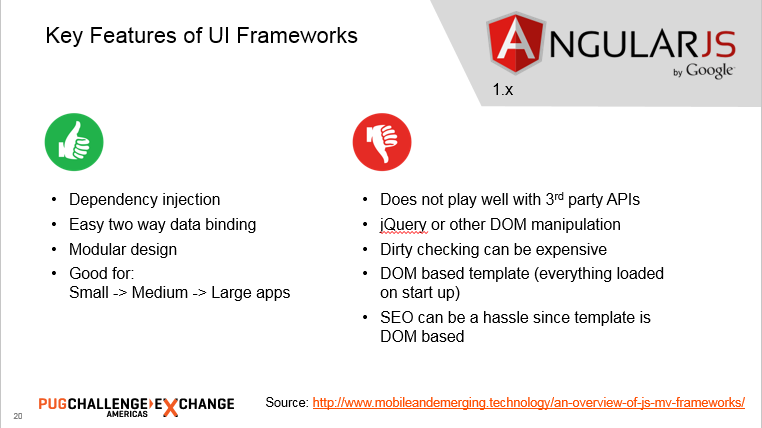 Key Features of UI Frameworks
ANGULARJS
by Google
1.x
• Dependency injection
• Easy two way data binding
• Modular design
• Good for:
Small -> Medium -> Large apps
• Does not play well with 3rd party APIs
• jQuery or other DOM manipulation
• Dirty checking can be expensive
• DOM based template (everything loaded
on start up)
• SEO can be a hassle since template is
DOM based
20
PUGCHALLENGE EXCHANGE
AMERICAS
Source: http://www.mobileandemerging.technology/an-overview-of-js-mv-frameworks/